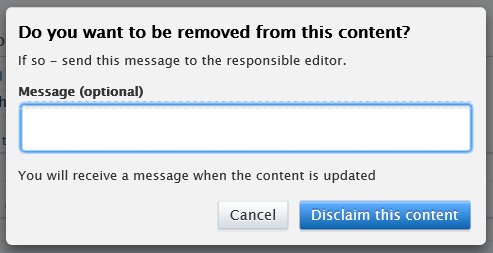 Do you want to be removed from this content?
If so – send this message to the responsible editor.
Message (optional)
You will receive a message when the content is updated
Cancel
Disclaim this content